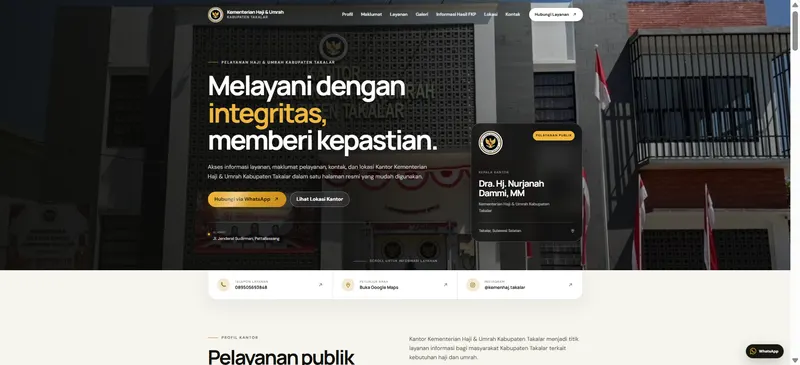 Kementerian Haji & Umrah
KABUPATEN TAKALAR
Profil
Maklumat
Layanan
Galeri
Informasi Hasil FKP
Lokasi
Kontak
Hubungi Layanan
PELAYANAN HAJI & UMRAH KABUPATEN TAKALAR
Melayani dengan
integritas,
memberi kepastian.
Akses informasi layanan, maklumat pelayanan, kontak, dan lokasi Kantor Kementerian
Haji & Umrah Kabupaten Takalar dalam satu halaman resmi yang mudah digunakan.
Hubungi via WhatsApp
Lihat Lokasi Kantor
ALAMAT
Jl. Jenderal Sudirman, Pattallassang
PELAYANAN PUBLIK
KEPALA KANTOR
Dra. Hj. Nurjanah
Dammi, MM
Kementerian Haji & Umrah Kabupaten
Takalar
Takalar, Sulawesi Selatan
SCROLL UNTUK INFORMASI LAYANAN
TELEPON LAYANAN
089505693848
PETUNJUK ARAH
Buka Google Maps
INSTAGRAM
@kemenhaj.takalar
PROFIL KANTOR
Pelayanan publik
Kantor Kementerian Haji & Umrah Kabupaten Takalar menjadi titik
layanan informasi bagi masyarakat Kabupaten Takalar terkait
kebutuhan haji dan umrah.
WhatsApp